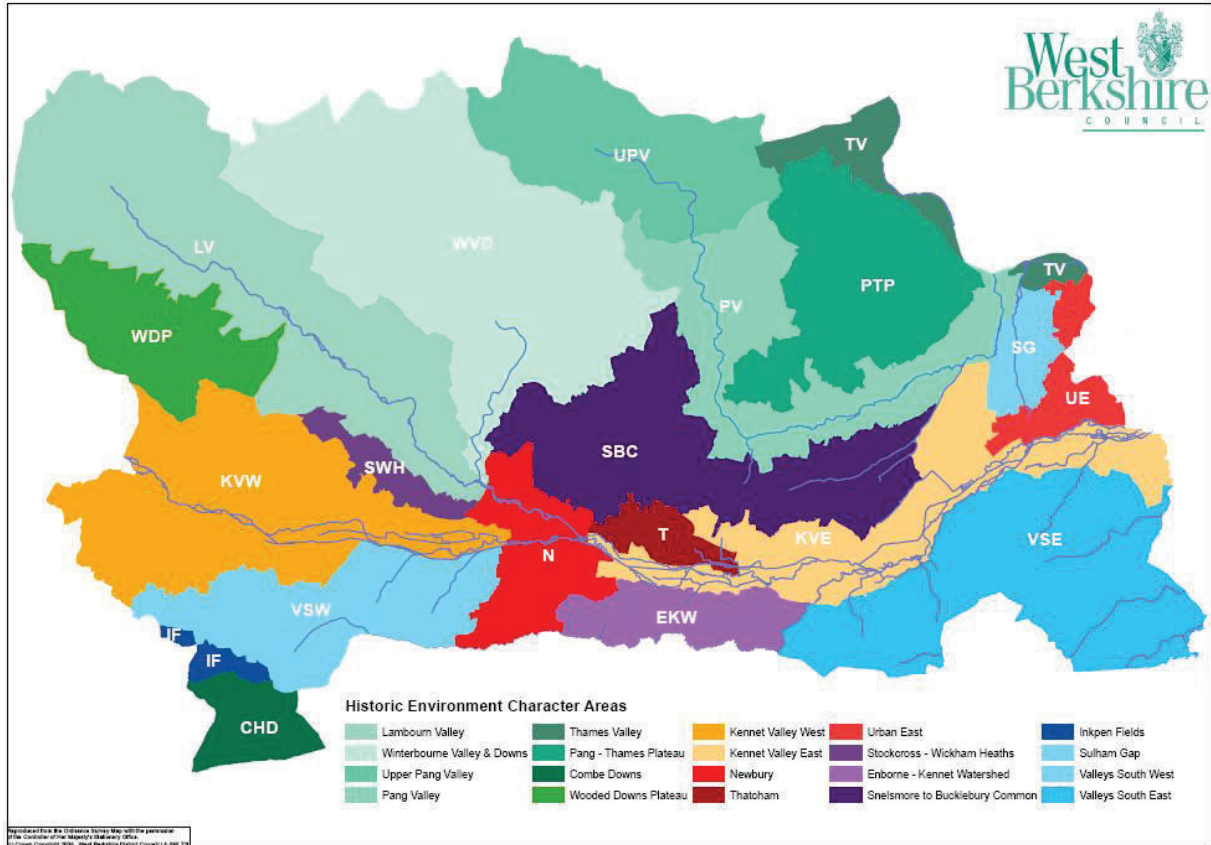 West
Berkshire
COUNCIL
TV
UPV
LV
WVD
TV
PTP
PV
WDP
SG
UE
SBC
SWH
KVW
T
KVE
VSE
N
VSW
EKW
IF
IF
CHD
Historic Environment Character Areas
Lambourn Valley
Winterbourne Valley & Downs
Upper Pang Valley
Pang Valley
Thames Valley
Pang - Thames Plateau
Combe Downs
Wooded Downs Plateau
Kennet Valley West
Kennet Valley East
Newbury
Thatcham
Urban East
Stockcross - Wickham Heaths
Enborne - Kennet Watershed
Snelsmore to Bucklebury Common
Inkpen Fields
Sulham Gap
Valleys South West
Valleys South East
Reproduced from the Ordnance Survey Map with the permission
of the Controller of Her Majesty's Stationery Office.